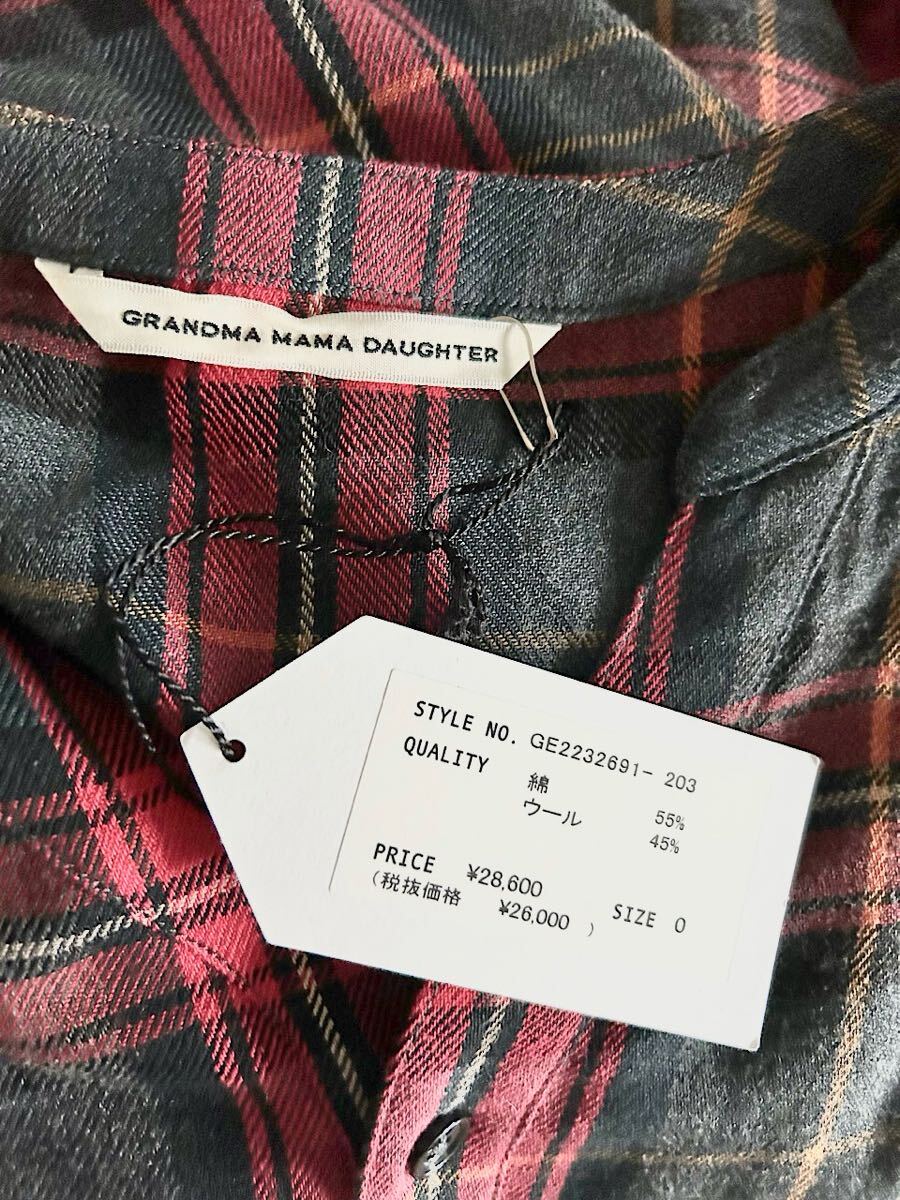 GRANDMA MAMA DAUGHTER
STYLE NO. GE2232691- 203
QUALITY
綿 55%
ウール 45%
PRICE ¥28,600
(税抜価格 ¥26,000 )
SIZE 0